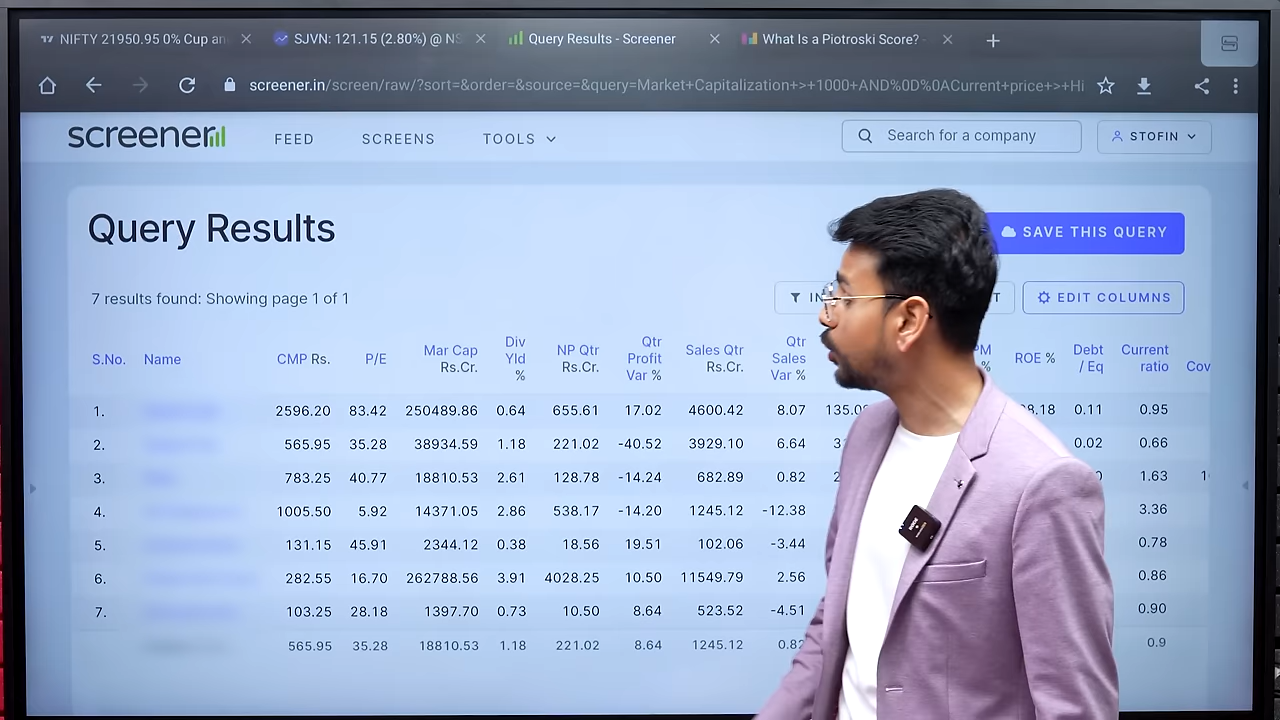 NIFTY 21950.95 0% Cup an
SJVN: 121.15 (2.80%) @ NS
Query Results - Screener
What Is a Piotroski Score? -
screener.in/screen/raw/?sort=&order=&source=&query=Market+Capitalization+>+1000+AND%0D%0ACurrent+price+>+Hi
screener
FEED
SCREENS
TOOLS
Search for a company
STOFIN
Query Results
SAVE THIS QUERY
7 results found: Showing page 1 of 1
EDIT COLUMNS
S.No. Name CMP Rs. P/E Mar Cap Rs.Cr. Div Yld % NP Qtr Rs.Cr. Qtr Profit Var % Sales Qtr Rs.Cr. Qtr Sales Var % ROE % Debt / Eq Current ratio
1. 2596.20 83.42 250489.86 0.64 655.61 17.02 4600.42 8.07 0.11 0.95
2. 565.95 35.28 38934.59 1.18 221.02 -40.52 3929.10 6.64 0.02 0.66
3. 783.25 40.77 18810.53 2.61 128.78 -14.24 682.89 0.82 1.63
4. 1005.50 5.92 14371.05 2.86 538.17 -14.20 1245.12 -12.38 3.36
5. 131.15 45.91 2344.12 0.38 18.56 19.51 102.06 -3.44 0.78
6. 282.55 16.70 262788.56 3.91 4028.25 10.50 11549.79 2.56 0.86
7. 103.25 28.18 1397.70 0.73 10.50 8.64 523.52 -4.51 0.90
565.95 35.28 18810.53 1.18 221.02 8.64 1245.12 0.82 0.9